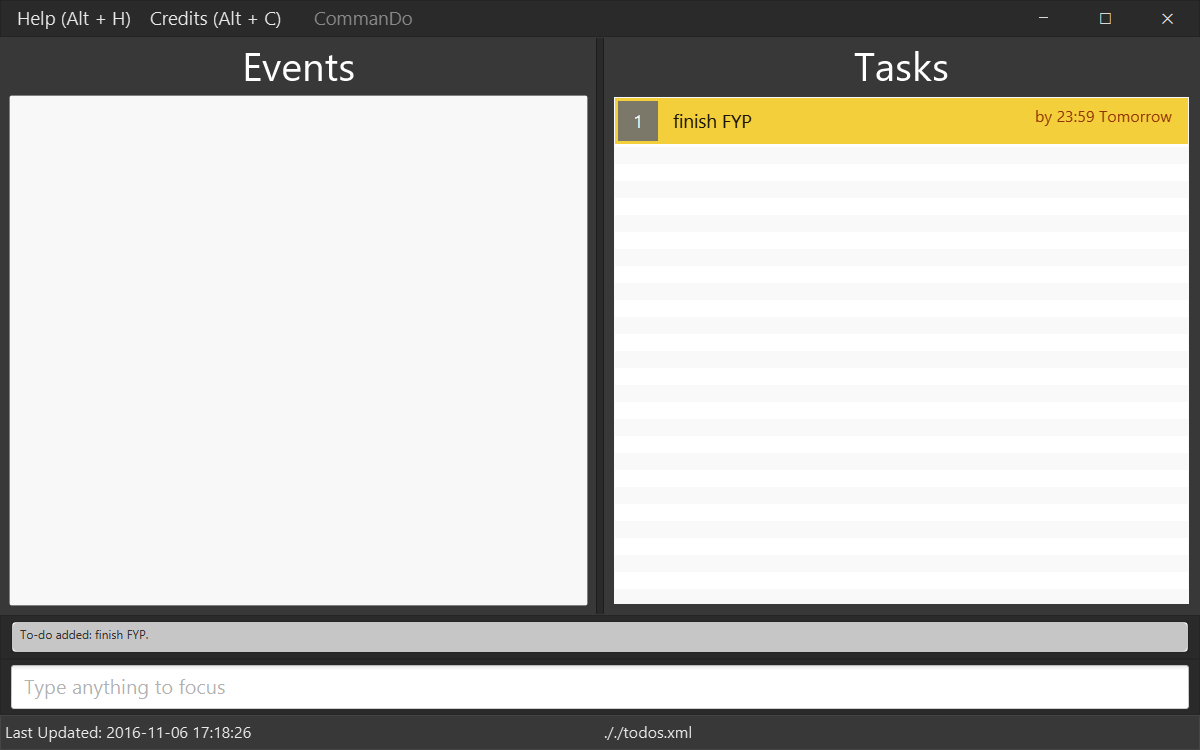 Help (Alt + H) Credits (Alt + C) CommanDo
Events
Tasks
1 finish FYP by 23:59 Tomorrow
To-do added: finish FYP.
Type anything to focus
Last Updated: 2016-11-06 17:18:26 ././todos.xml